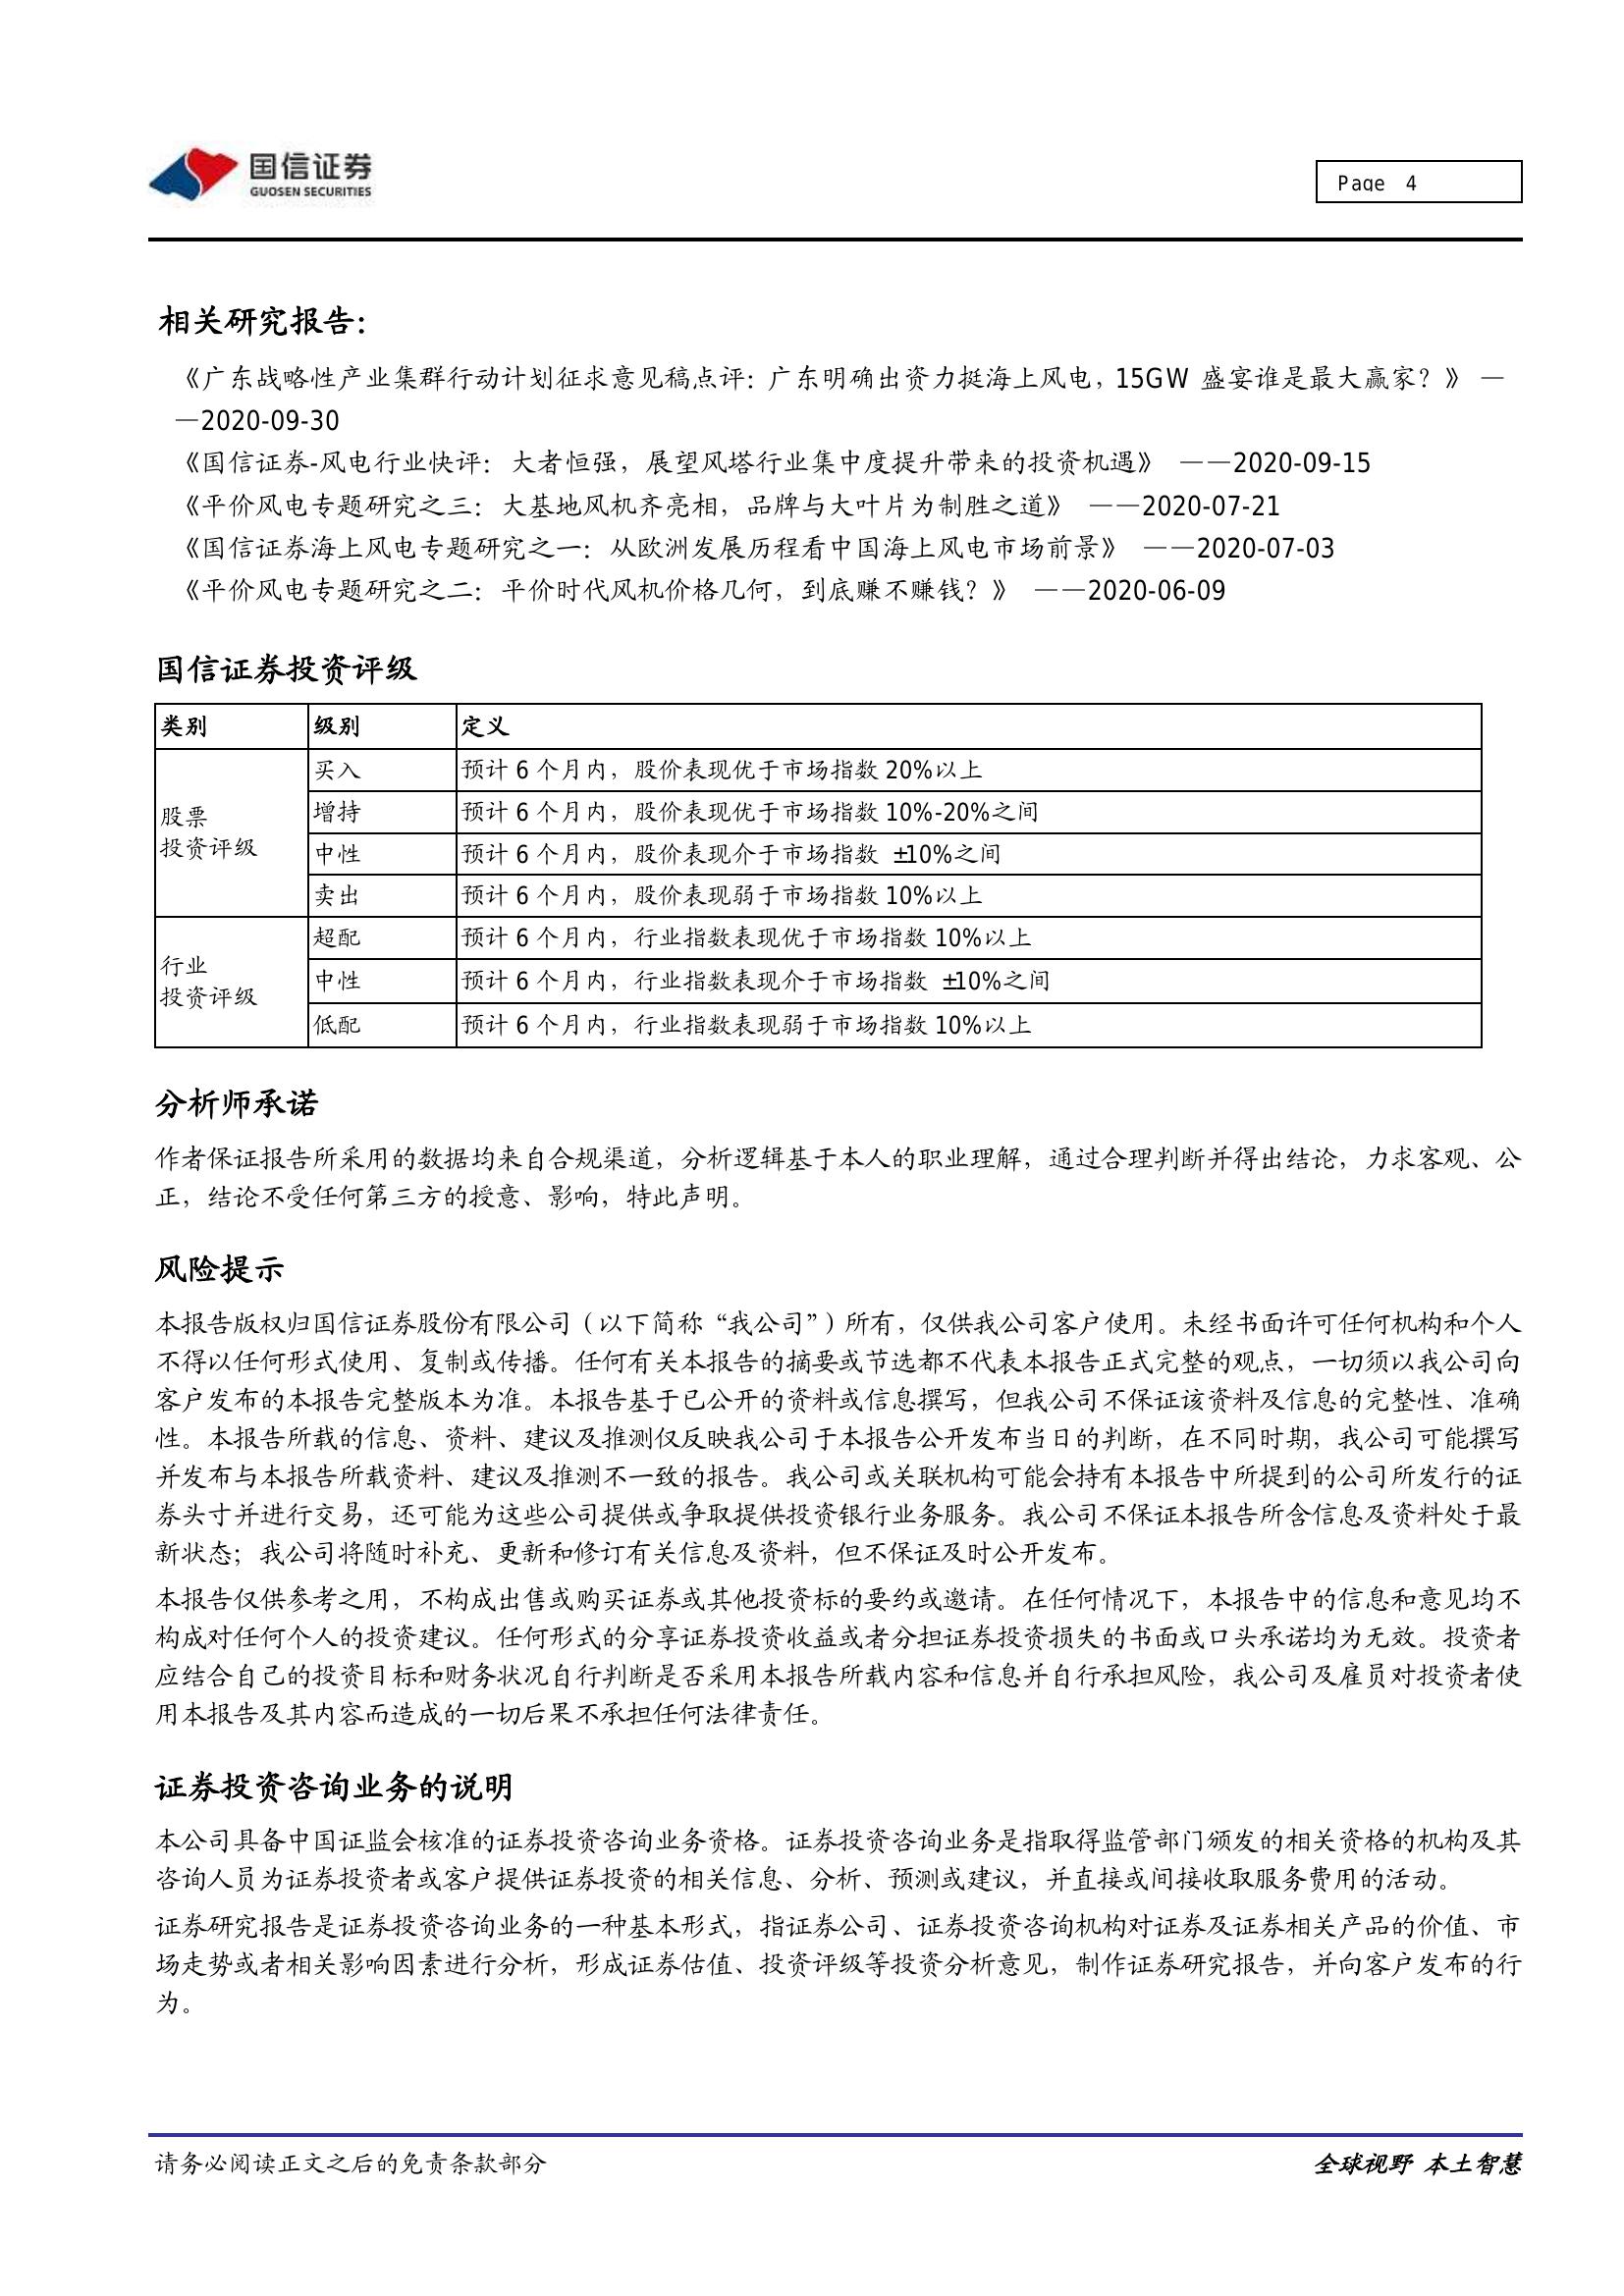 国信证券
GUOSEN SECURITIES
Page 4
相关研究报告：
《广东战略性产业集群行动计划征求意见稿点评：广东明确出资力挺海上风电，15GW 盛宴谁是最大赢家？》 —
—2020-09-30
《国信证券-风电行业快评：大者恒强，展望风塔行业集中度提升带来的投资机遇》 ——2020-09-15
《平价风电专题研究之三：大基地风机齐亮相，品牌与大叶片为制胜之道》 ——2020-07-21
《国信证券海上风电专题研究之一：从欧洲发展历程看中国海上风电市场前景》 ——2020-07-03
《平价风电专题研究之二：平价时代风机价格几何，到底赚不赚钱？》 ——2020-06-09
国信证券投资评级
类别 级别 定义
股票
投资评级
买入 预计 6 个月内，股价表现优于市场指数 20%以上
增持 预计 6 个月内，股价表现优于市场指数 10%-20%之间
中性 预计 6 个月内，股价表现介于市场指数 ±10%之间
卖出 预计 6 个月内，股价表现弱于市场指数 10%以上
行业
投资评级
超配 预计 6 个月内，行业指数表现优于市场指数 10%以上
中性 预计 6 个月内，行业指数表现介于市场指数 ±10%之间
低配 预计 6 个月内，行业指数表现弱于市场指数 10%以上
分析师承诺
作者保证报告所采用的数据均来自合规渠道，分析逻辑基于本人的职业理解，通过合理判断并得出结论，力求客观、公
正，结论不受任何第三方的授意、影响，特此声明。
风险提示
本报告版权归国信证券股份有限公司（以下简称“我公司”）所有，仅供我公司客户使用。未经书面许可任何机构和个人
不得以任何形式使用、复制或传播。任何有关本报告的摘要或节选都不代表本报告正式完整的观点，一切须以我公司向
客户发布的本报告完整版本为准。本报告基于已公开的资料或信息撰写，但我公司不保证该资料及信息的完整性、准确
性。本报告所载的信息、资料、建议及推测仅反映我公司于本报告公开发布当日的判断，在不同时期，我公司可能撰写
并发布与本报告所载资料、建议及推测不一致的报告。我公司或关联机构可能会持有本报告中所提到的公司所发行的证
券头寸并进行交易，还可能为这些公司提供或争取提供投资银行业务服务。我公司不保证本报告所含信息及资料处于最
新状态；我公司将随时补充、更新和修订有关信息及资料，但不保证及时公开发布。
本报告仅供参考之用，不构成出售或购买证券或其他投资标的要约或邀请。在任何情况下，本报告中的信息和意见均不
构成对任何个人的投资建议。任何形式的分享证券投资收益或者分担证券投资损失的书面或口头承诺均为无效。投资者
应结合自己的投资目标和财务状况自行判断是否采用本报告所载内容和信息并自行承担风险，我公司及雇员对投资者使
用本报告及其内容而造成的一切后果不承担任何法律责任。
证券投资咨询业务的说明
本公司具备中国证监会核准的证券投资咨询业务资格。证券投资咨询业务是指取得监管部门颁发的相关资格的机构及其
咨询人员为证券投资者或客户提供证券投资的相关信息、分析、预测或建议，并直接或间接收取服务费用的活动。
证券研究报告是证券投资咨询业务的一种基本形式，指证券公司、证券投资咨询机构对证券及证券相关产品的价值、市
场走势或者相关影响因素进行分析，形成证券估值、投资评级等投资分析意见，制作证券研究报告，并向客户发布的行
为。
请务必阅读正文之后的免责条款部分
全球视野 本土智慧